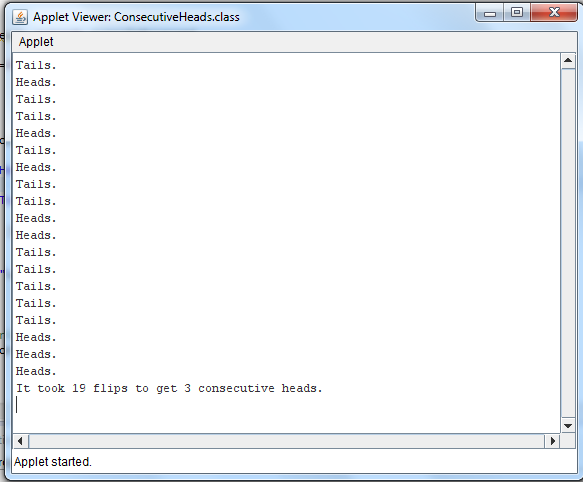 Applet Viewer: ConsecutiveHeads.class
Applet
Tails.
Heads.
Tails.
Tails.
Heads.
Tails.
Heads.
Tails.
Tails.
Heads.
Heads.
Tails.
Tails.
Tails.
Tails.
Tails.
Heads.
Heads.
Heads.
It took 19 flips to get 3 consecutive heads.
Applet started.